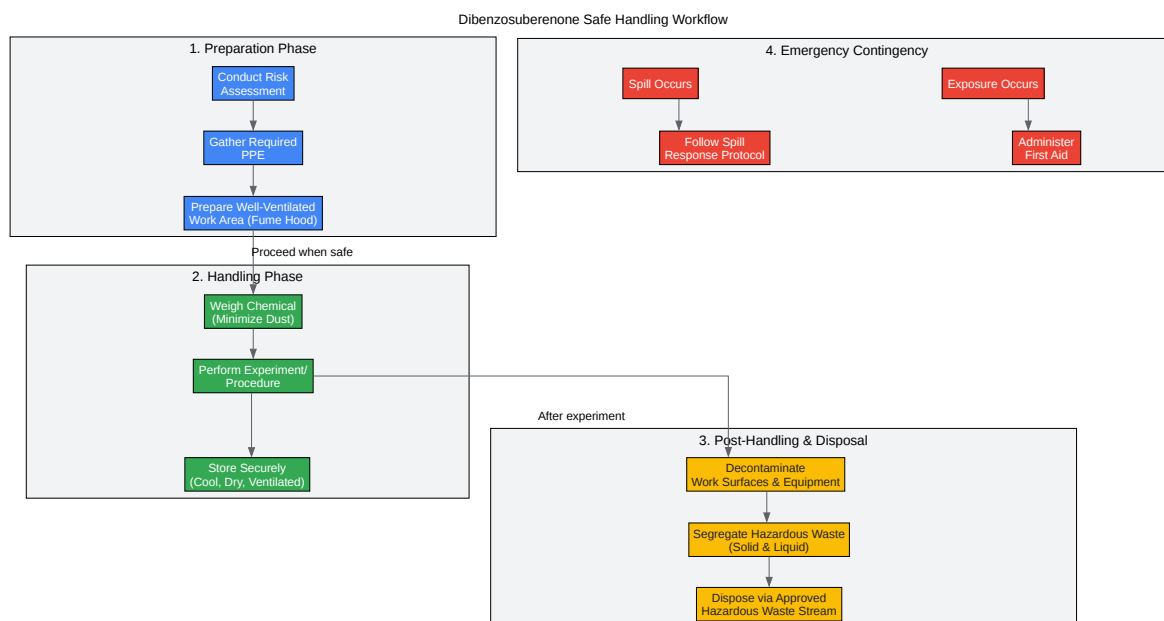 Dibenzosuberenone Safe Handling Workflow
1. Preparation Phase
Conduct Risk
Assessment
Gather Required
PPE
Prepare Well-Ventilated
Work Area (Fume Hood)
Proceed when safe
4. Emergency Contingency
Spill Occurs
Exposure Occurs
Follow Spill
Response Protocol
Administer
First Aid
2. Handling Phase
Weigh Chemical
(Minimize Dust)
Perform Experiment/
Procedure
Store Securely
(Cool, Dry, Ventilated)
After experiment
3. Post-Handling & Disposal
Decontaminate
Work Surfaces & Equipment
Segregate Hazardous Waste
(Solid & Liquid)
Dispose via Approved
Hazardous Waste Stream